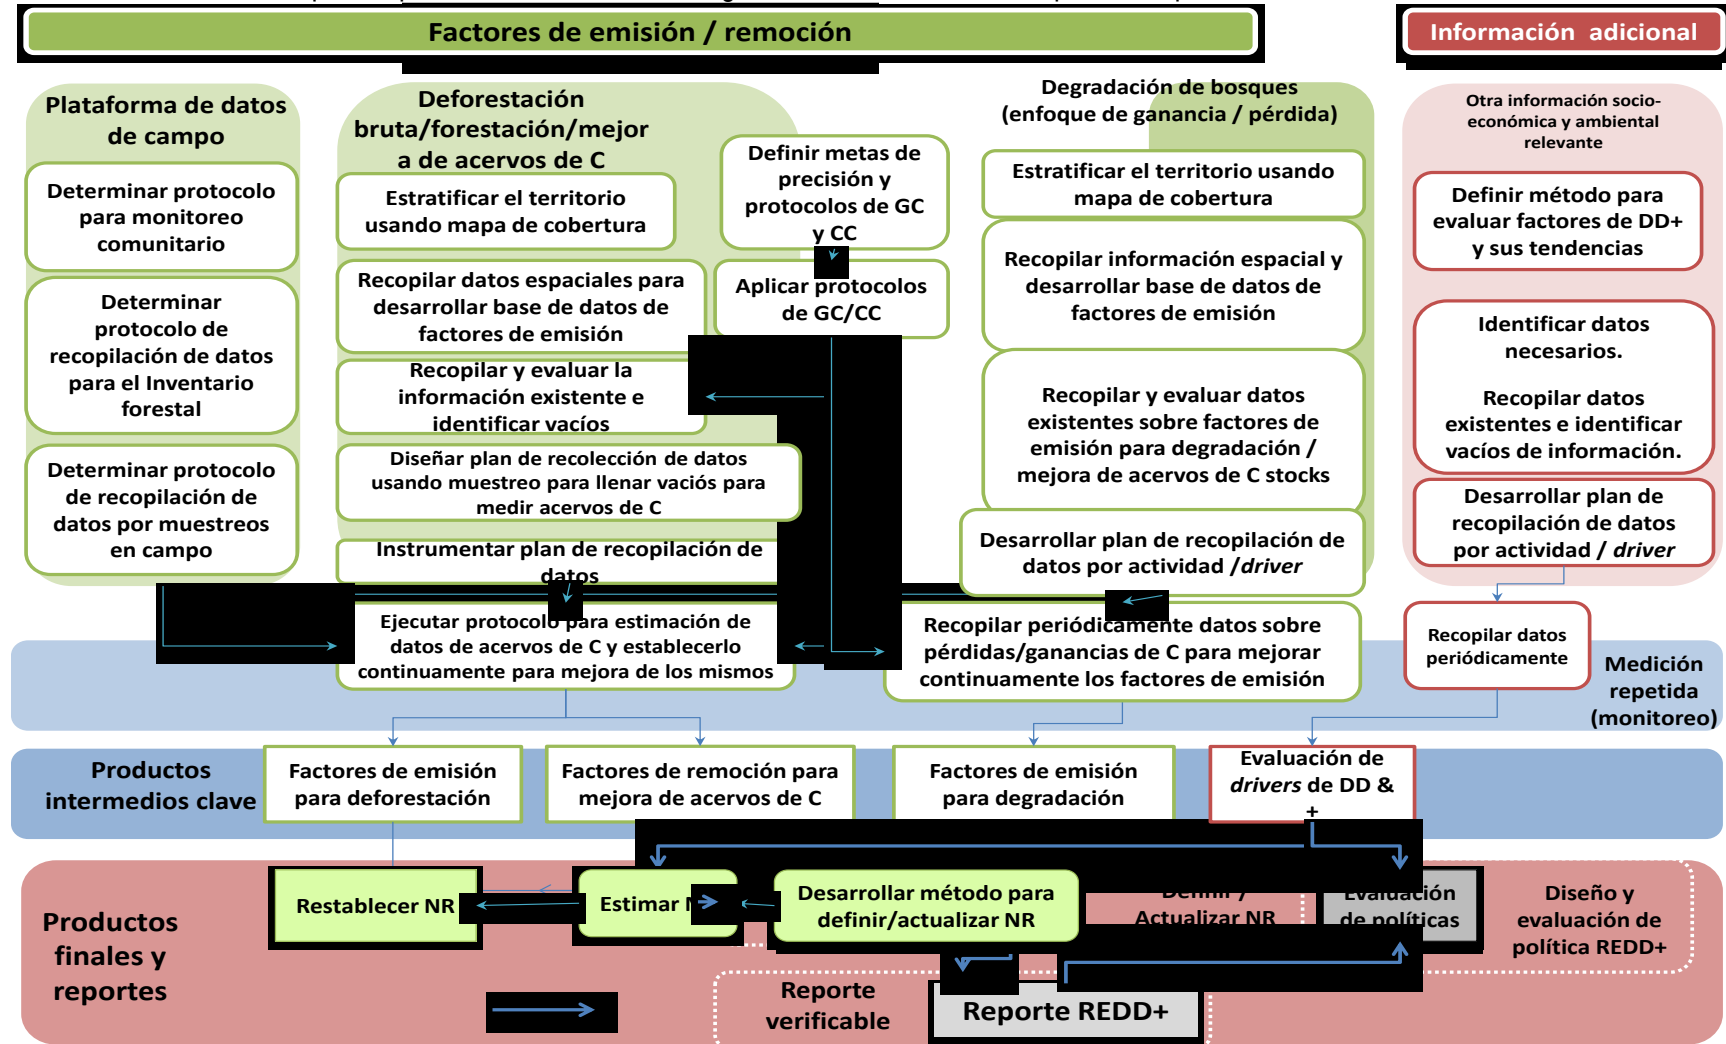 Factores de emisión / remoción
Información adicional
Plataforma de datos
de campo
Determinar protocolo
para monitoreo
comunitario
Determinar
protocolo de
recopilación de datos
para el Inventario
forestal
Determinar protocolo
de recopilación de
datos por muestreos
en campo
Deforestación
bruta/forestación/mejor
a de acervos de C
Estratificar el territorio
usando mapa de cobertura
Recopilar datos espaciales para
desarrollar base de datos de
factores de emisión
Recopilar y evaluar la
información existente e
identificar vacíos
Diseñar plan de recolección de datos
usando muestreo para llenar vaciós para
medir acervos de C
Instrumentar plan de recopilación de
datos
Ejecutar protocolo para estimación de
datos de acervos de C y establecerlo
continuamente para mejora de los mismos
Definir metas de
precisión y
protocolos de GC
y CC
Aplicar protocolos
de GC/CC
Degradación de bosques
(enfoque de ganancia / pérdida)
Estratificar el territorio usando
mapa de cobertura
Recopilar información espacial y
desarrollar base de datos de
factores de emisión
Recopilar y evaluar datos
existentes sobre factores de
emisión para degradación /
mejora de acervos de C stocks
Desarrollar plan de recopilación de
datos por actividad /driver
Recopilar periódicamente datos sobre
pérdidas/ganancias de C para mejorar
continuamente los factores de emisión
Otra información socio-
económica y ambiental
relevante
Definir método para
evaluar factores de DD+
y sus tendencias
Identificar datos
necesarios.
Recopilar datos
existentes e identificar
vacíos de información.
Desarrollar plan de
recopilación de datos
por actividad / driver
Recopilar datos
periódicamente
Medición
repetida
(monitoreo)
Productos
intermedios clave
Factores de emisión
para deforestación
Factores de remoción para
mejora de acervos de C
Factores de emisión
para degradación
Evaluación de
drivers de DD &
+
Productos
finales y
reportes
Restablecer NR
Estimar
Desarrollar método para
definir/actualizar NR
Definir /
Actualizar NR
Evaluación
de políticas
Diseño y
evaluación de
política REDD+
Reporte
verificable
Reporte REDD+